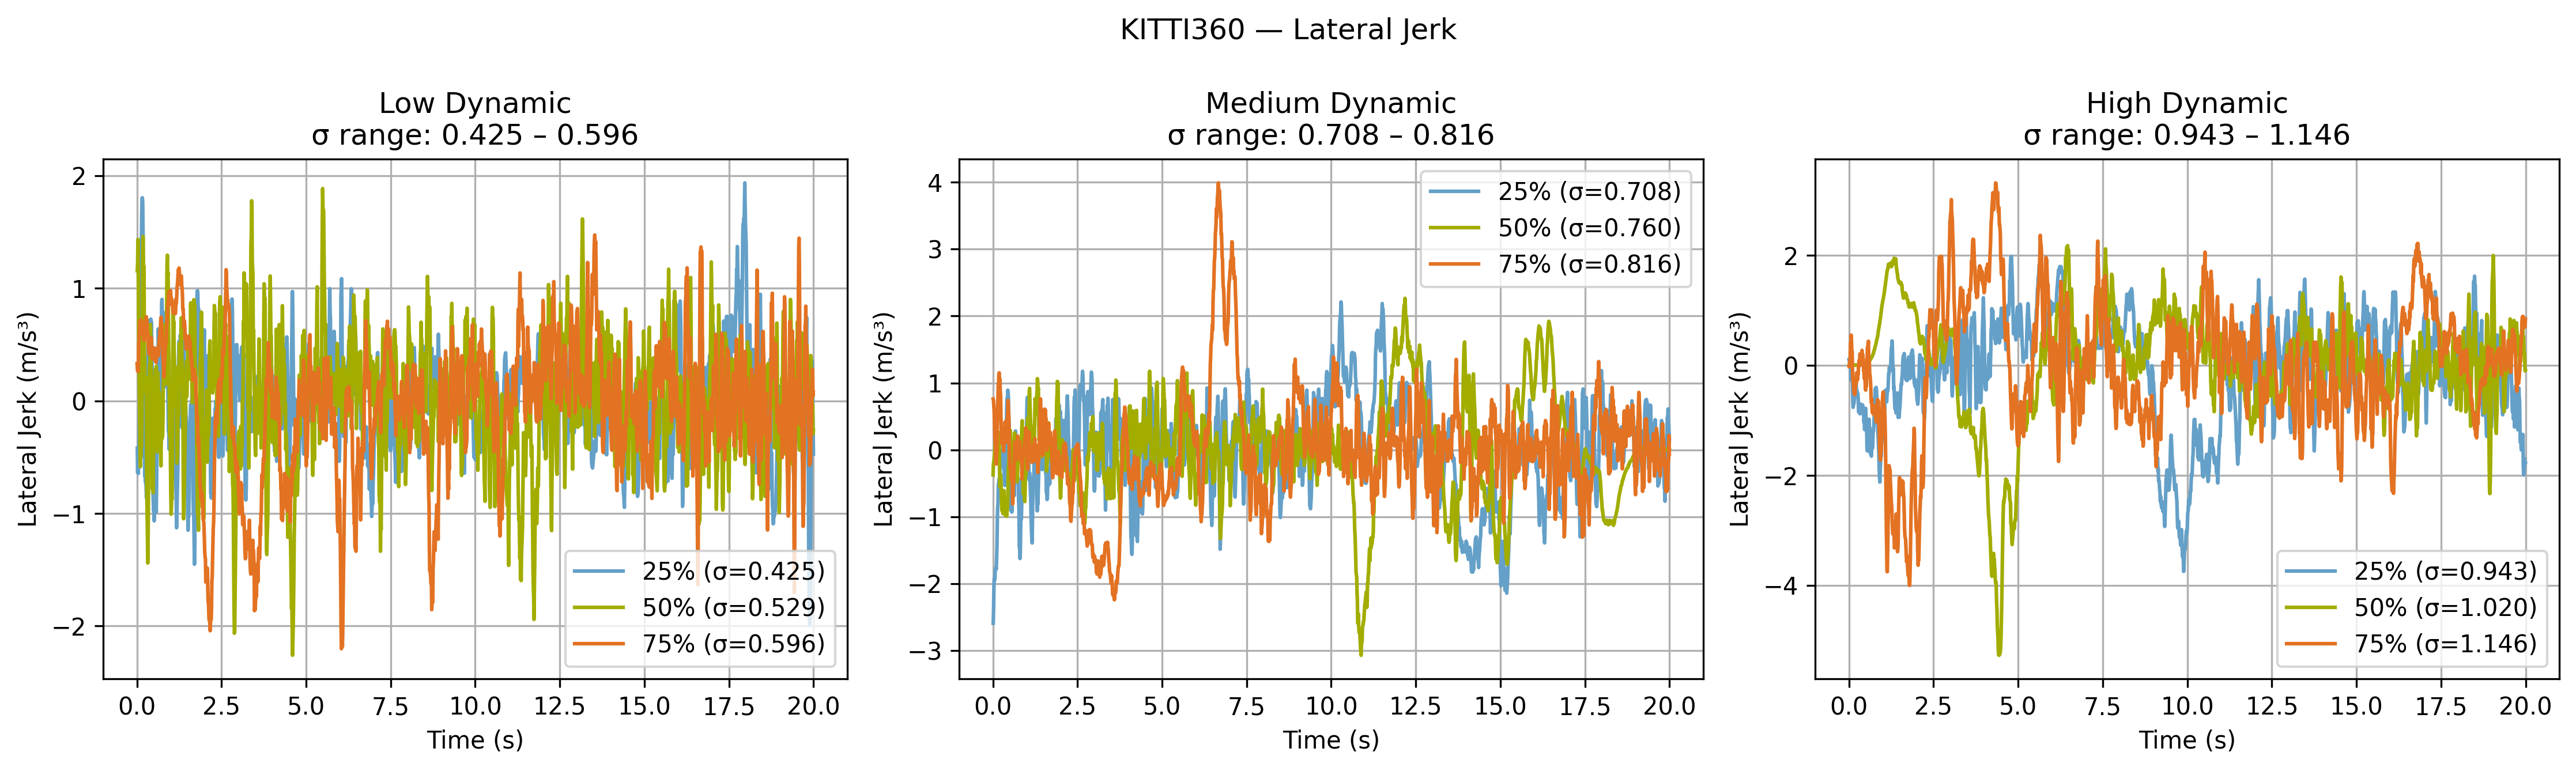 KITTI360 — Lateral Jerk
Low Dynamic
σ range: 0.425 – 0.596
2
1
0
−1
−2
Lateral Jerk (m/s³)
25% (σ=0.425)
50% (σ=0.529)
75% (σ=0.596)
0.0 2.5 5.0 7.5 10.0 12.5 15.0 17.5 20.0
Time (s)
Medium Dynamic
σ range: 0.708 – 0.816
4
3
2
1
0
−1
−2
−3
Lateral Jerk (m/s³)
25% (σ=0.708)
50% (σ=0.760)
75% (σ=0.816)
0.0 2.5 5.0 7.5 10.0 12.5 15.0 17.5 20.0
Time (s)
High Dynamic
σ range: 0.943 – 1.146
2
0
−2
−4
Lateral Jerk (m/s³)
25% (σ=0.943)
50% (σ=1.020)
75% (σ=1.146)
0.0 2.5 5.0 7.5 10.0 12.5 15.0 17.5 20.0
Time (s)